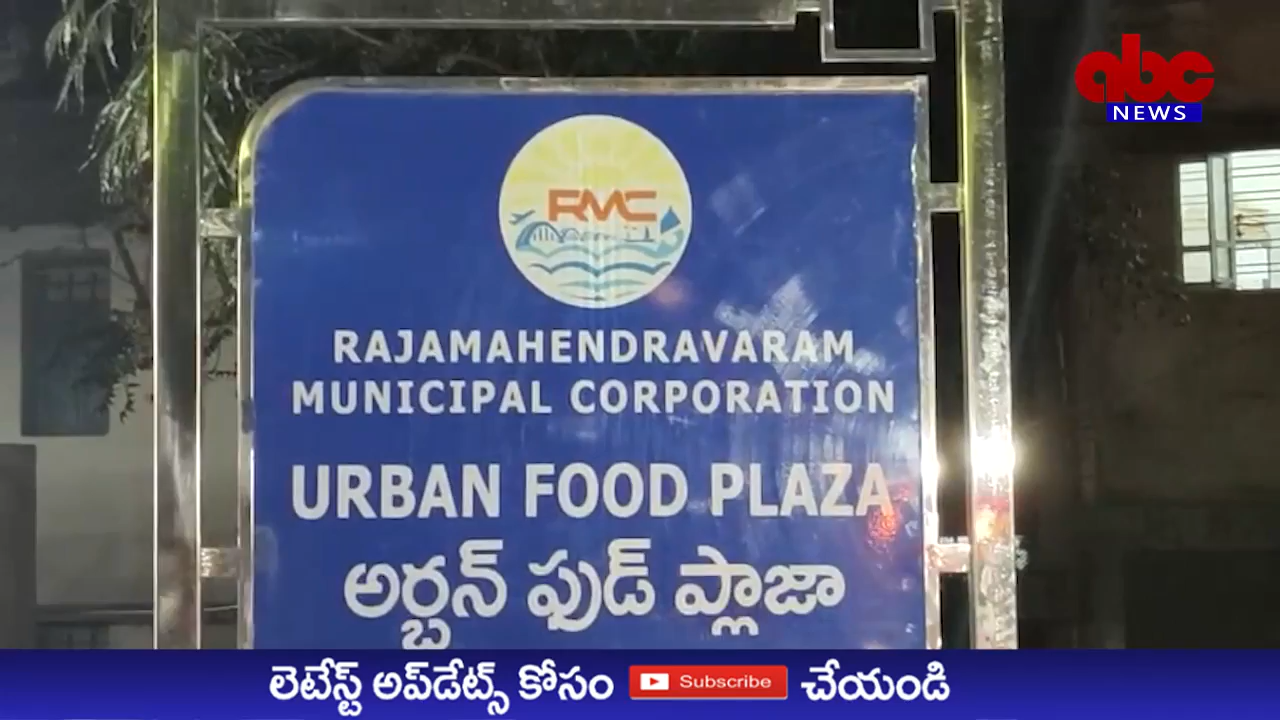 abc
NEWS
RMC
RAJAMAHENDRAVARAM
MUNICIPAL CORPORATION
URBAN FOOD PLAZA
అర్బన్ ఫుడ్ ప్లాజా
లెటేస్ట్ అప్‌డేట్స్ కోసం Subscribe చేయండి